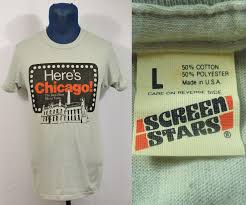 Here's
Chicago!
L
50% COTTON
50% POLYESTER
Made in U.S.A.
CARE ON REVERSE SIDE
SCREEN
STARS